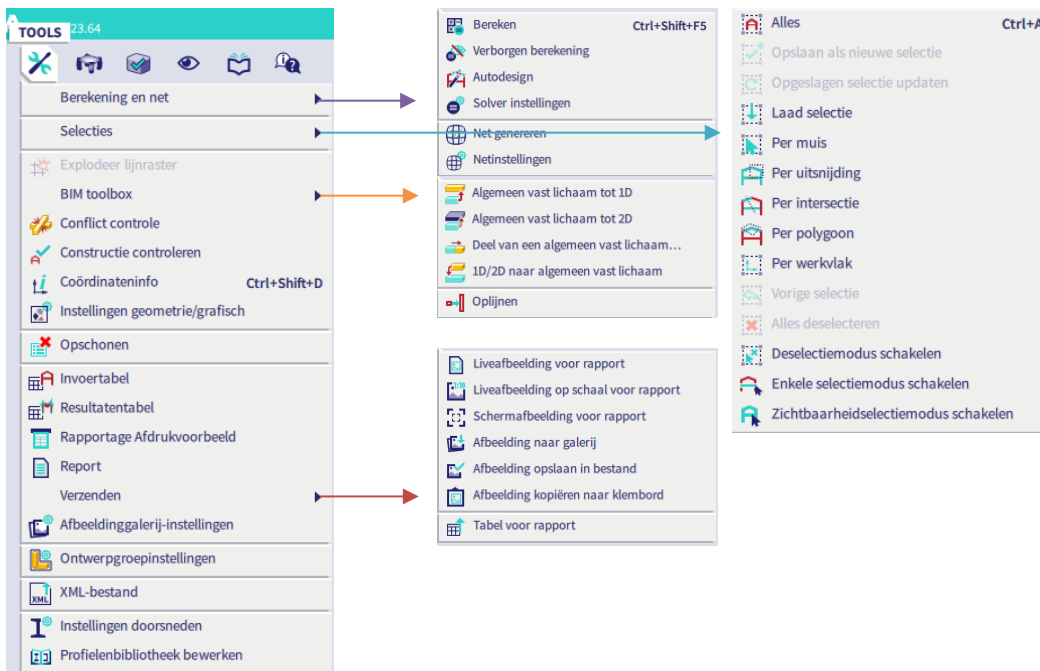 23.64
TOOLS
Berekening en net
Selecties
Explodeer lijnraster
BIM toolbox
Conflict controle
Constructie controleren
Coördinateninfo Ctrl+Shift+D
Instellingen geometrie/grafisch
Opschonen
Invoertabel
Resultatentabel
Rapportage Afdrukvoorbeeld
Report
Verzenden
Afbeeldinggalerij-instellingen
Ontwerpgroepinstellingen
XML XML-bestand
Instellingen doorsneden
Profielenbibliotheek bewerken
Bereken Ctrl+Shift+F5
Verborgen berekening
Autodesign
Solver instellingen
Net genereren
Netinstellingen
Algemeen vast lichaam tot 1D
Algemeen vast lichaam tot 2D
Deel van een algemeen vast lichaam...
1D/2D naar algemeen vast lichaam
Oplijnen
Liveafbeelding voor rapport
Liveafbeelding op schaal voor rapport
Schermafbeelding voor rapport
Afbeelding naar galerij
Afbeelding opslaan in bestand
Afbeelding kopiëren naar klembord
Tabel voor rapport
Alles Ctrl+A
Opslaan als nieuwe selectie
Opgeslagen selectie updaten
Laad selectie
Per muis
Per uitsnijding
Per intersectie
Per polygoon
Per werkvlak
Vorige selectie
Alles deselecteren
Deselectiemodus schakelen
Enkele selectiemodus schakelen
Zichtbaarheidselectiemodus schakelen